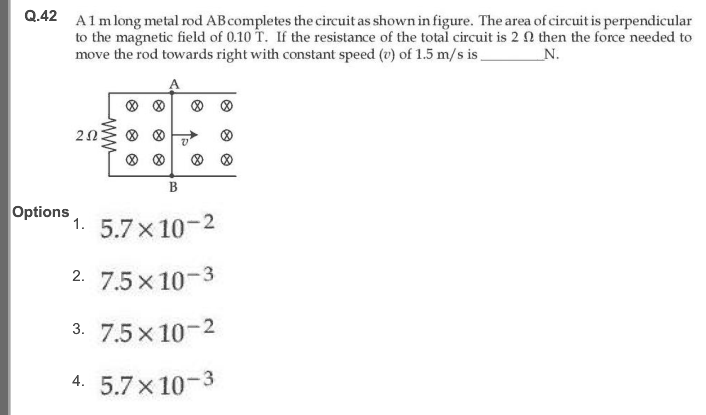 Q.42 A 1 m long metal rod AB completes the circuit as shown in figure. The area of circuit is perpendicular
to the magnetic field of 0.10 T. If the resistance of the total circuit is 2 Ω then the force needed to
move the rod towards right with constant speed (v) of 1.5 m/s is ________N.
A
2 Ω
v
B
Options
1. 5.7 × 10⁻²
2. 7.5 × 10⁻³
3. 7.5 × 10⁻²
4. 5.7 × 10⁻³